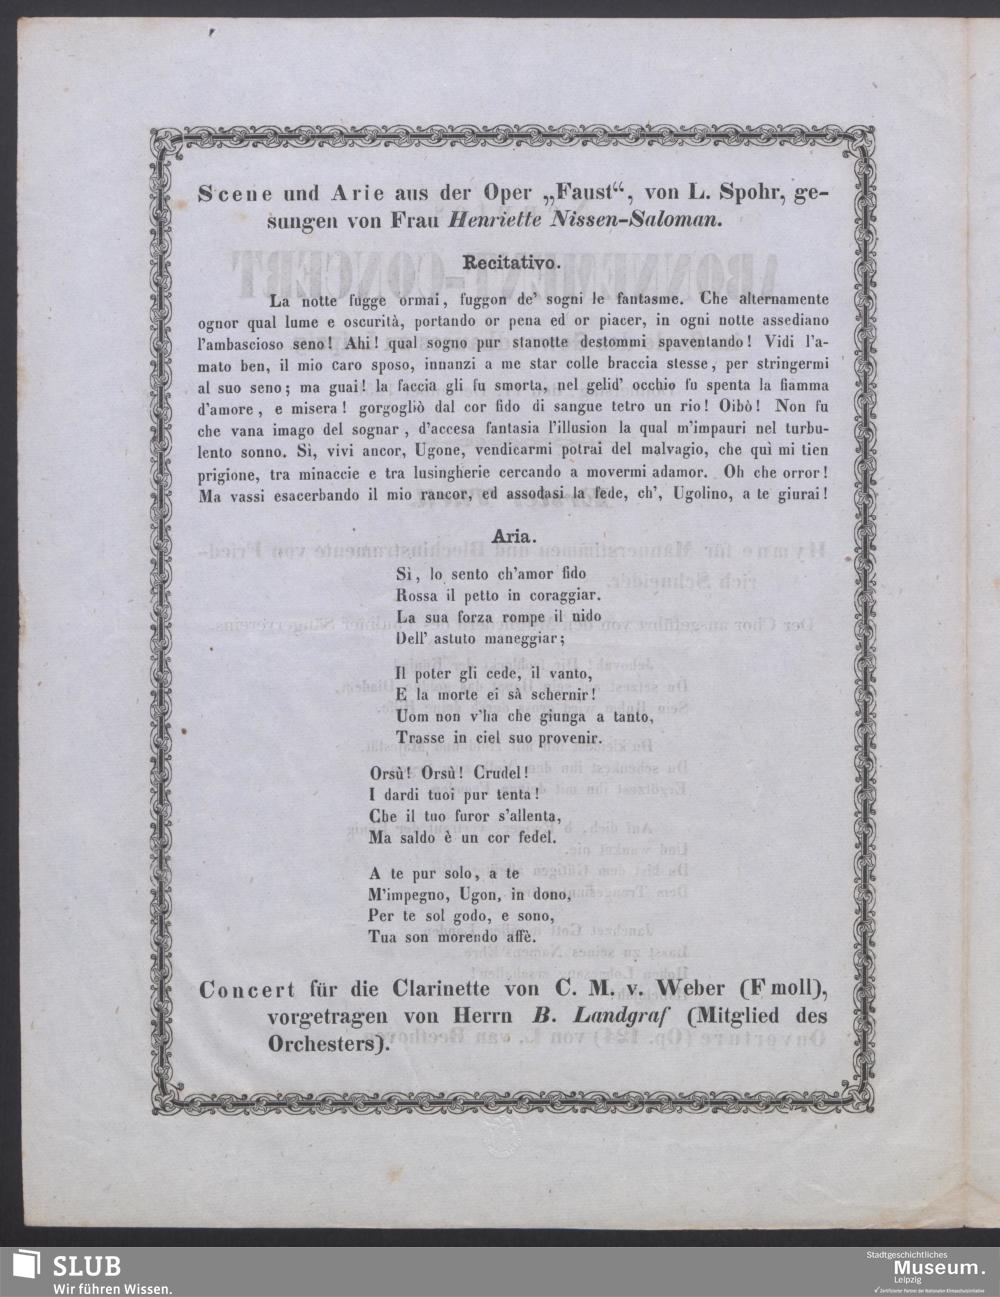 Scene und Arie aus der Oper „Faust“, von L. Spohr, ge-
sungen von Frau Henriette Nissen-Saloman.
Recitativo.
La notte fugge ormai, fuggon de' sogni le fantasme. Che alternamente
ognor qual lume e oscurità, portando or pena ed or piacer, in ogni notte assediano
l'ambascioso seno! Ahi! qual sogno pur stanotte destommi spaventando! Vidi l'a-
mato ben, il mio caro sposo, innanzi a me star colle braccia stesse, per stringermi
al suo seno; ma guai! la faccia gli fu smorta, nel gelid' occhio fu spenta la fiamma
d'amore, e misera! gorgogliò dal cor fido di sangue tetro un rio! Oibò! Non fu
che vana imago del sognar, d'accesa fantasia l'illusion la qual m'impauri nel turbu-
lento sonno. Sì, vivi ancor, Ugone, vendicarmi potrai del malvagio, che quì mi tien
prigione, tra minaccie e tra lusingherie cercando a movermi adamor. Oh che orror!
Ma vassi esacerbando il mio rancor, ed assodasi la fede, ch', Ugolino, a te giurai!
Aria.
Sì, lo sento ch'amor fido
Rossa il petto in coraggiar.
La sua forza rompe il nido
Dell' astuto maneggiar;
Il poter gli cede, il vanto,
E la morte ei sà schernir!
Uom non v'ha che giunga a tanto,
Trasse in ciel suo provenir.
Orsù! Orsù! Crudel!
I dardi tuoi pur tenta!
Che il tuo furor s'allenta,
Ma saldo è un cor fedel.
A te pur solo, a te
M'impegno, Ugon, in dono,
Per te sol godo, e sono,
Tua son morendo affè.
Concert für die Clarinette von C. M. v. Weber (F moll),
vorgetragen von Herrn B. Landgraf (Mitglied des
Orchesters).
SLUB
Wir führen Wissen.
Stadtgeschichtliches
Museum.
Leipzig
Zertifizierter Partner der Nationalen Klimaschutzinitiative